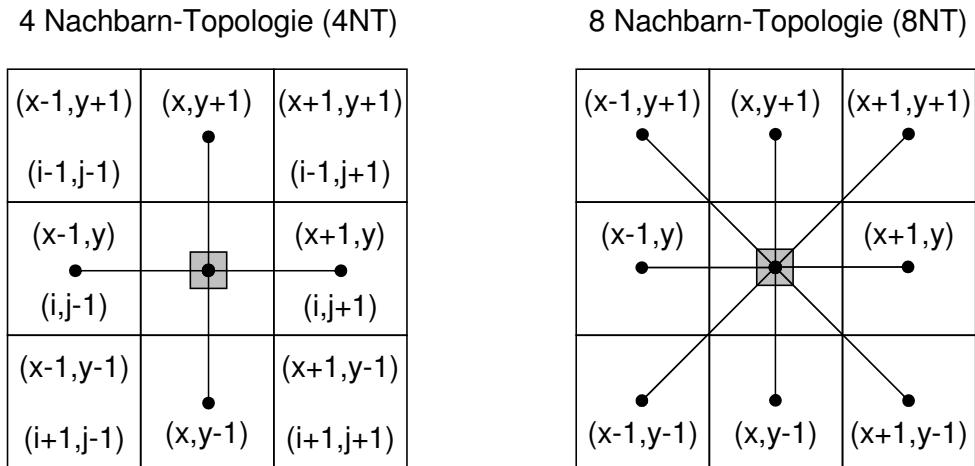 4 Nachbarn-Topologie (4NT)
(x-1,y+1) (x,y+1) (x+1,y+1)
(i-1,j-1) (i-1,j+1)
(x-1,y) (x+1,y)
(i,j-1) (i,j+1)
(x-1,y-1) (x+1,y-1)
(i+1,j-1) (x,y-1) (i+1,j+1)
8 Nachbarn-Topologie (8NT)
(x-1,y+1) (x,y+1) (x+1,y+1)
(x-1,y) (x+1,y)
(x-1,y-1) (x,y-1) (x+1,y-1)